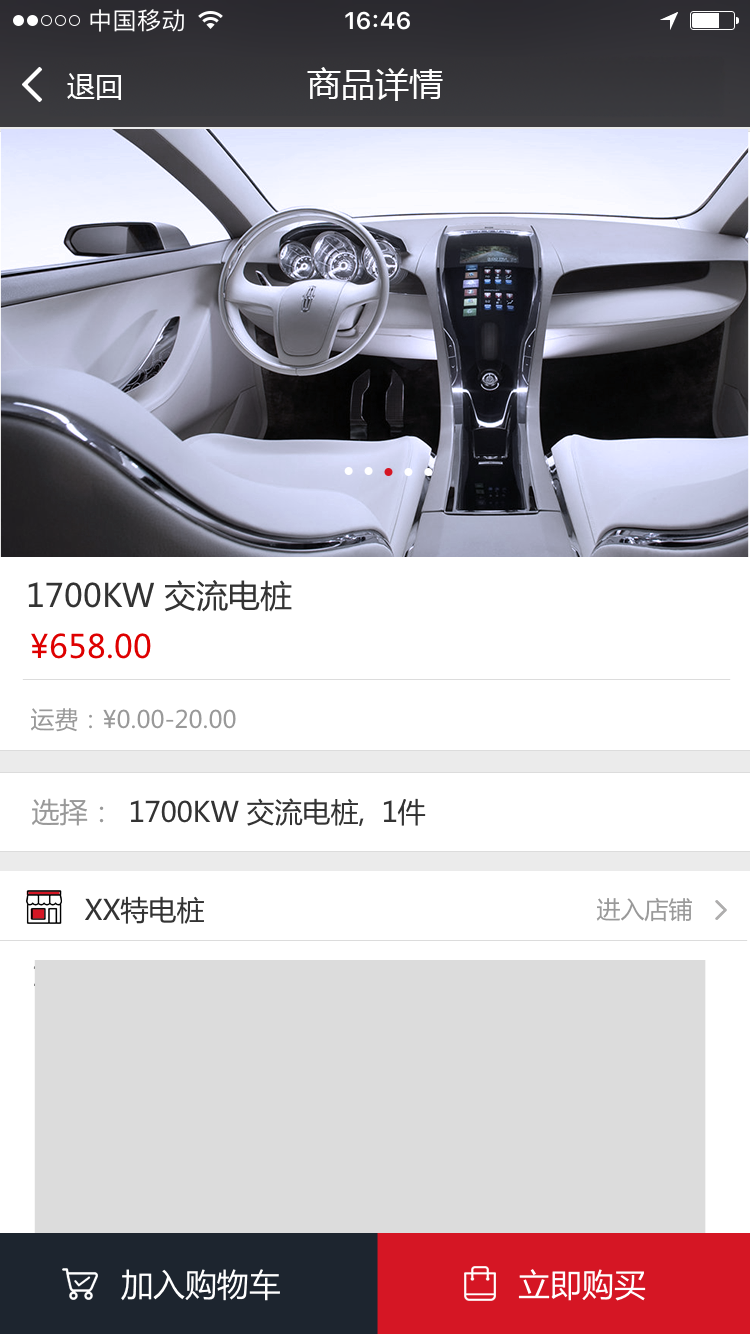 中国移动 16:46
退回 商品详情
1700KW 交流电桩
¥658.00
运费：¥0.00-20.00
选择： 1700KW 交流电桩, 1件
XX特电桩 进入店铺
加入购物车 立即购买